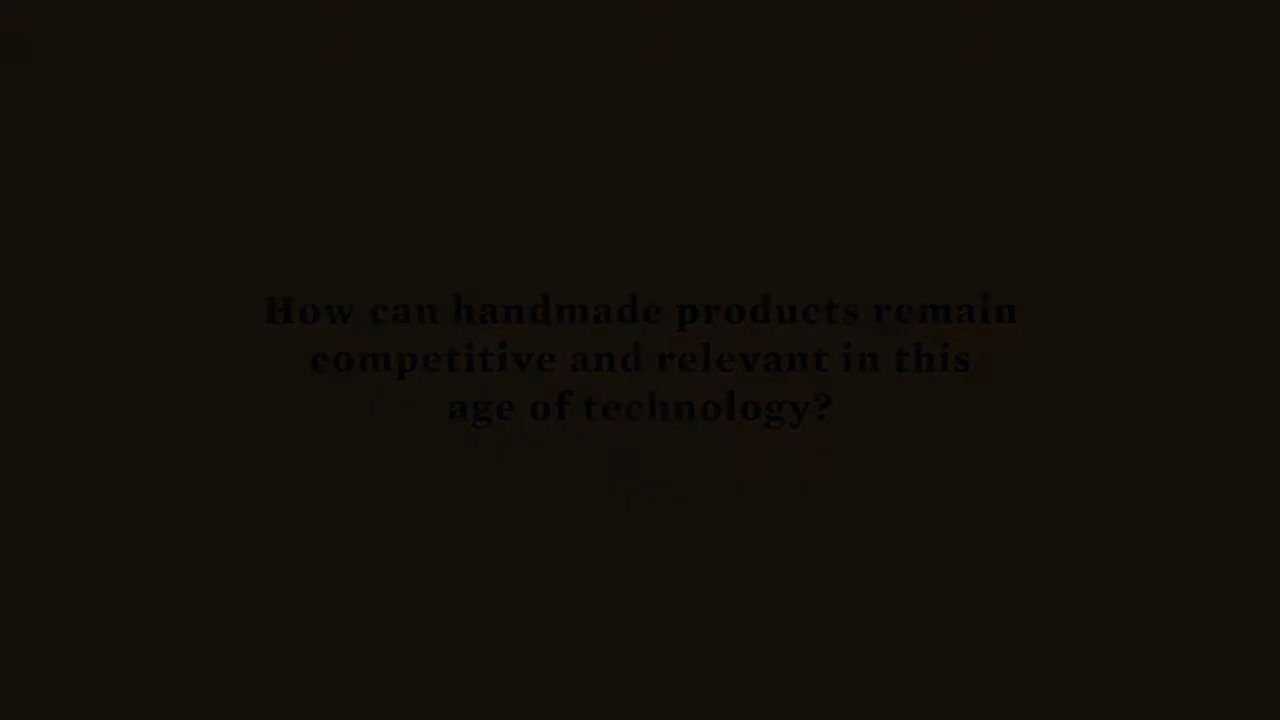 How can handmade products remain
competitive and relevant in this
age of technology?